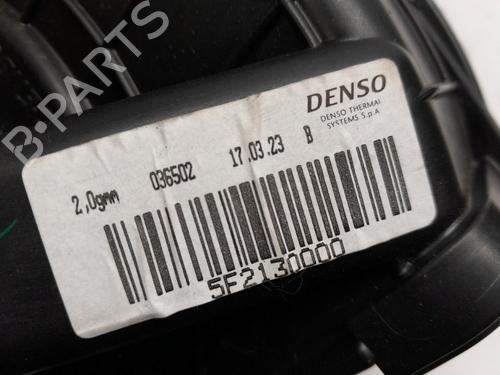 B-PARTS
DENSO
DENSO THERMAL
SYSTEMS S.p.A
2,0gmm 036502 17.03.23 B
5F2130000